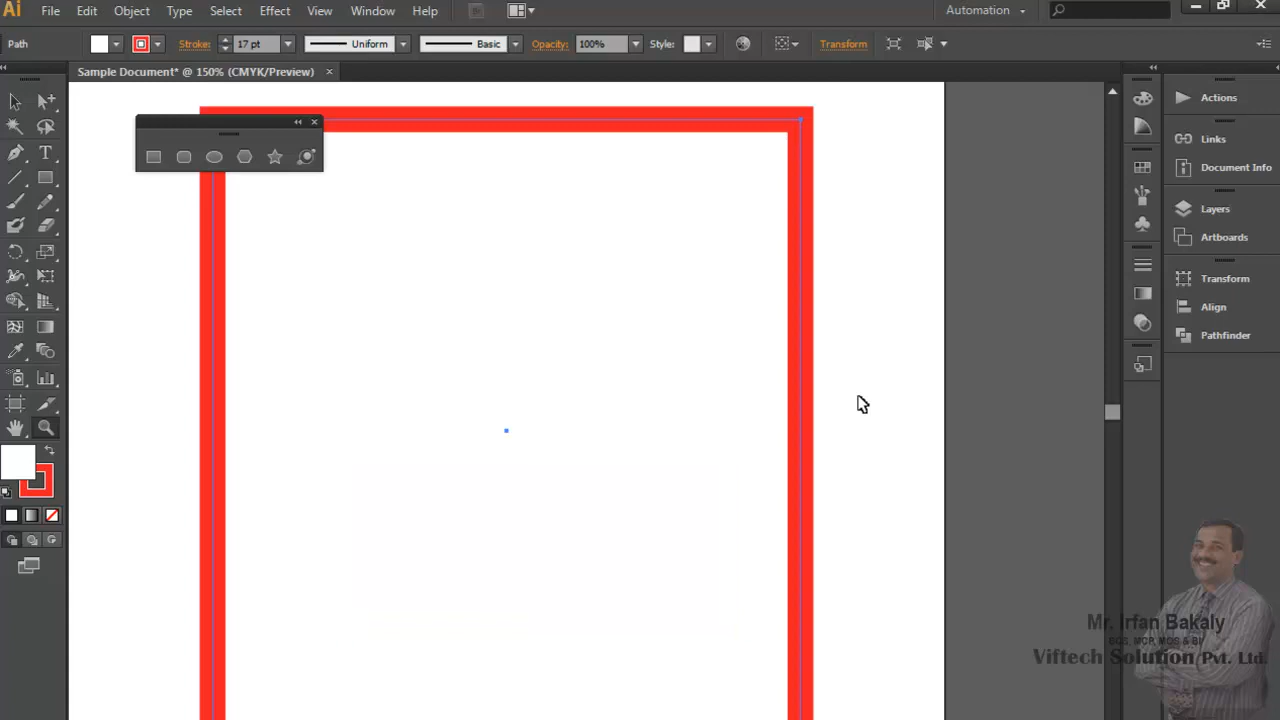 Ai File Edit Object Type Select Effect View Window Help Automation
Path Stroke: 17 pt Uniform Basic Opacity: 100% Style: Transform
Sample Document* @ 150% (CMYK/Preview)
Actions
Links
Document Info
Layers
Artboards
Transform
Align
Pathfinder
Mr. Irfan Bakaly
Viftech Solution Pvt. Ltd.